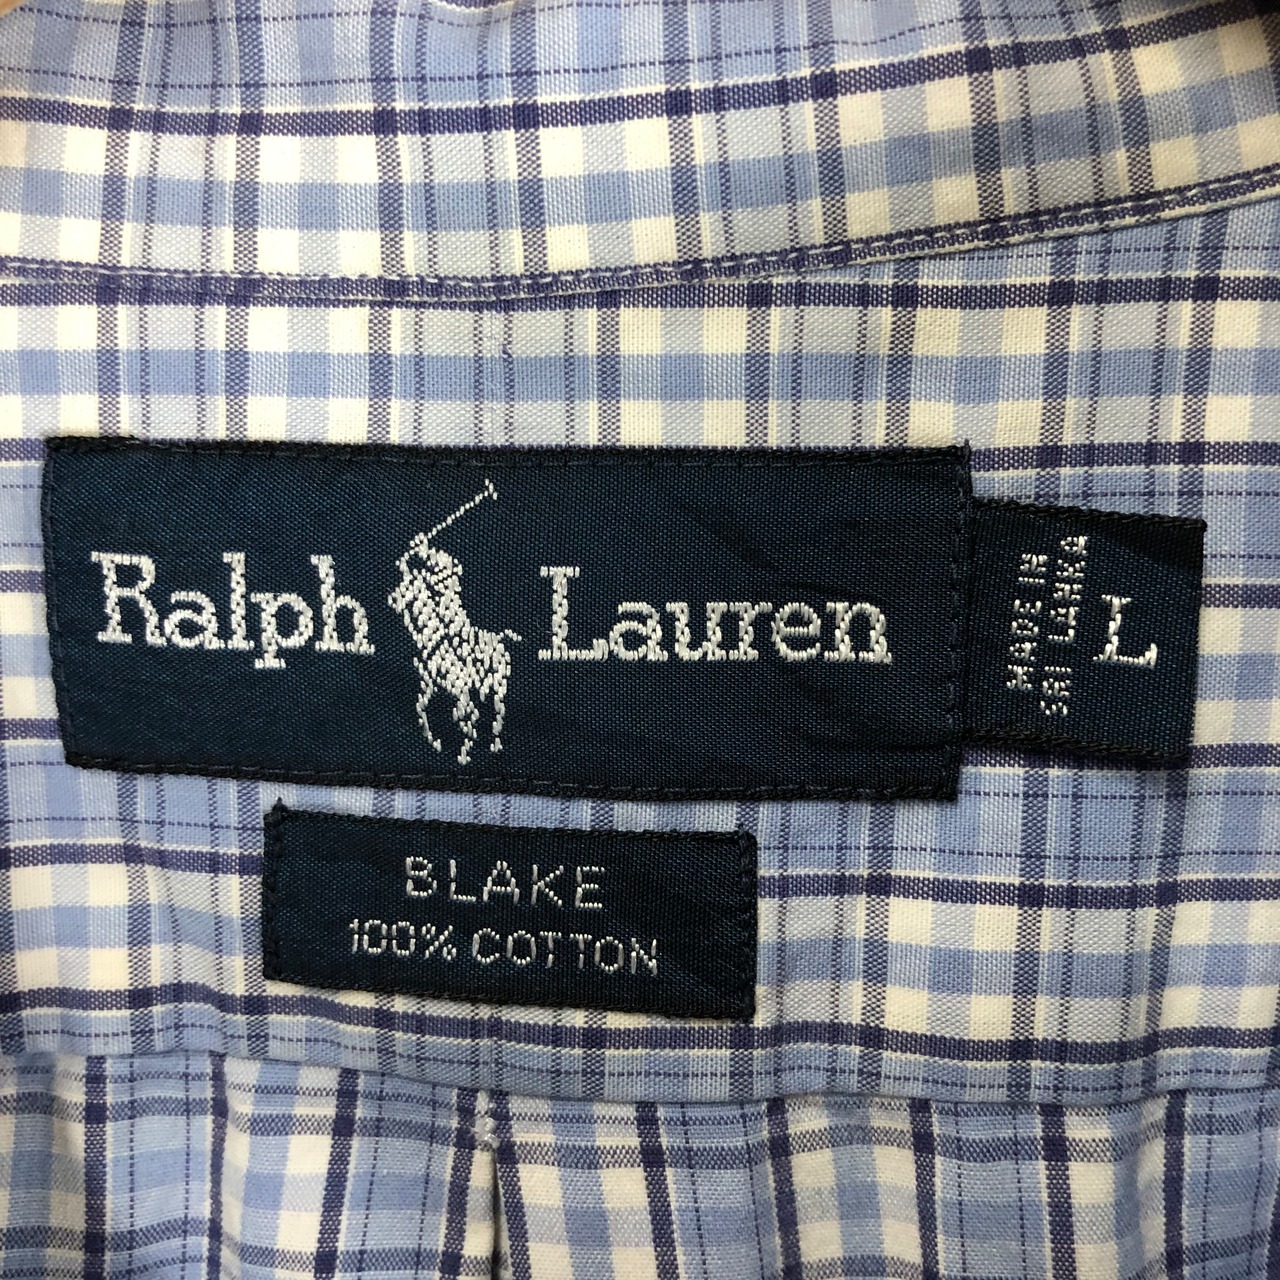 Ralph Lauren
MADE IN
SRI LANKA
L
BLAKE
100% COTTON